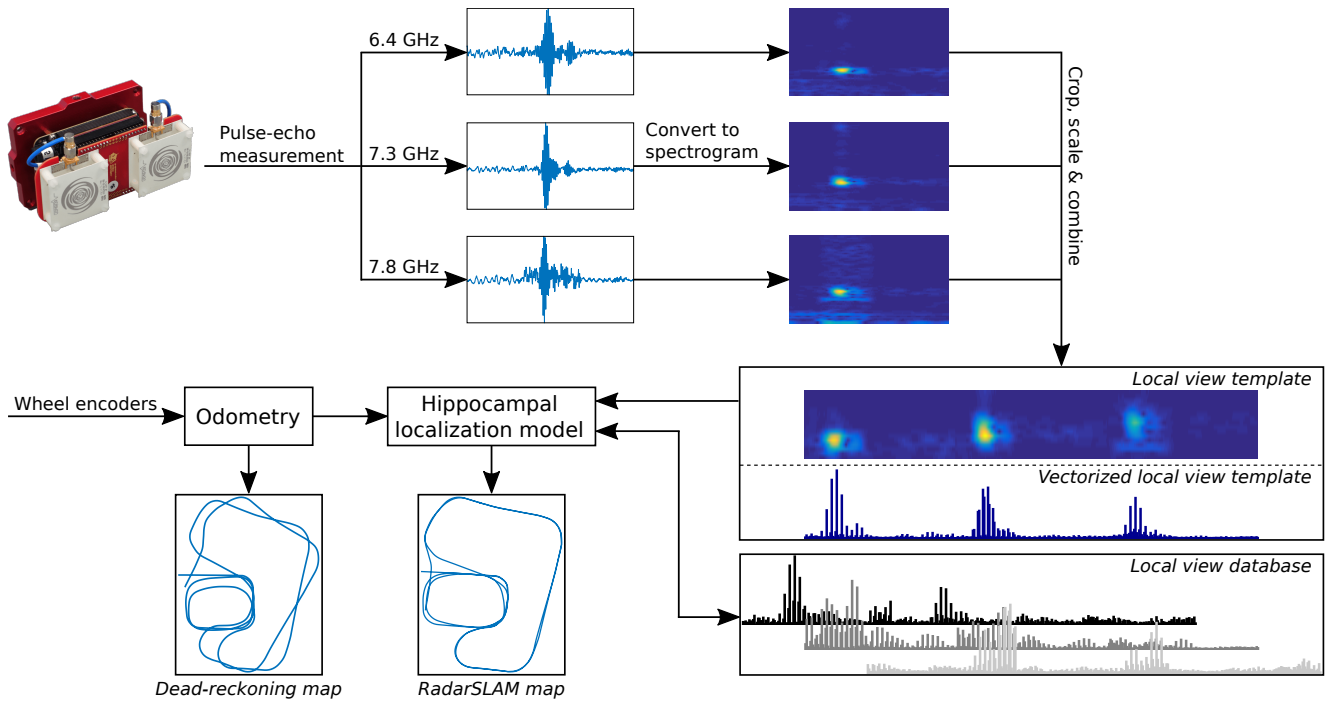 6.4 GHz
Pulse-echo
measurement
7.3 GHz
Convert to
spectrogram
7.8 GHz
Crop, scale & combine
Wheel encoders
Odometry
Hippocampal
localization model
Local view template
Vectorized local view template
Local view database
Dead-reckoning map
RadarSLAM map